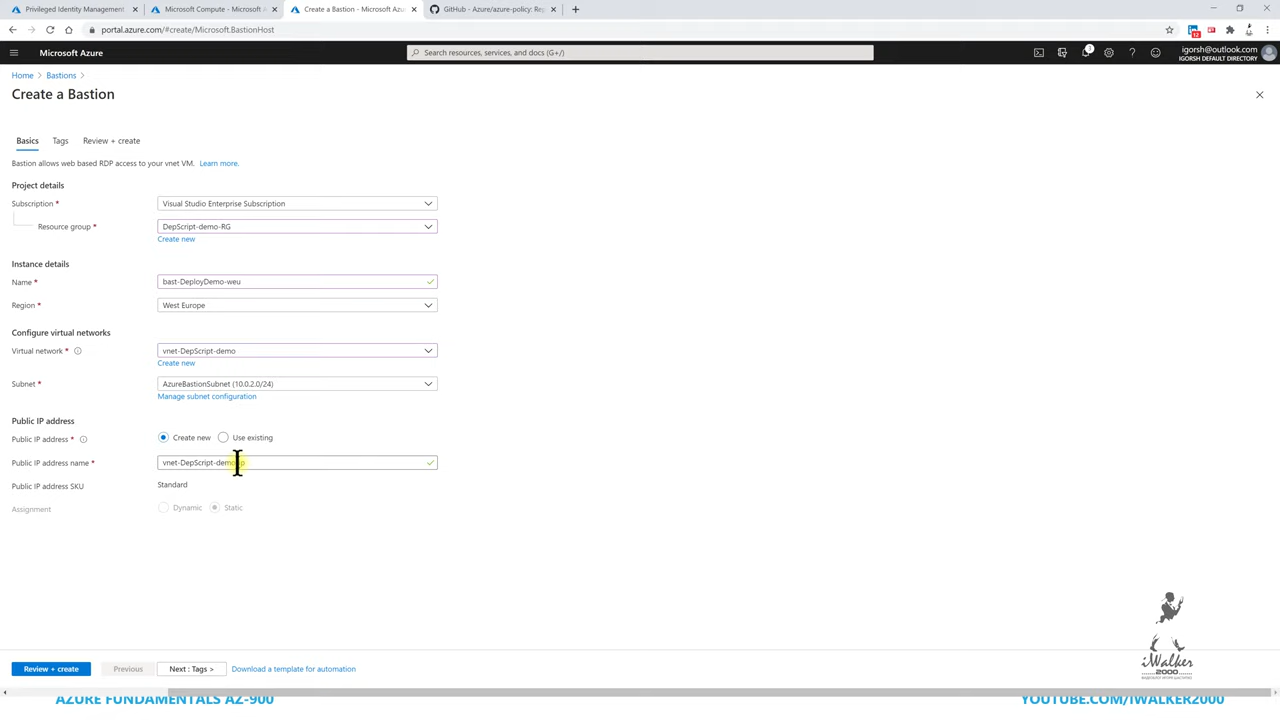 Privileged Identity Management
Microsoft Compute - Microsoft A
Create a Bastion - Microsoft Azu
GitHub - Azure/azure-policy: Rep
portal.azure.com/#create/Microsoft.BastionHost
12
Microsoft Azure
Search resources, services, and docs (G+/)
igorsh@outlook.com
IGORSH DEFAULT DIRECTORY
Home > Bastions >
Create a Bastion
Basics Tags Review + create
Bastion allows web based RDP access to your vnet VM. Learn more.
Project details
Subscription * Visual Studio Enterprise Subscription
Resource group * DepScript-demo-RG
Create new
Instance details
Name * bast-DeployDemo-weu
Region * West Europe
Configure virtual networks
Virtual network * vnet-DepScript-demo
Create new
Subnet * AzureBastionSubnet (10.0.2.0/24)
Manage subnet configuration
Public IP address
Public IP address * Create new Use existing
Public IP address name *
Public IP address SKU Standard
Assignment Dynamic Static
Review + create Previous Next : Tags > Download a template for automation
iWalker
2000
AZURE FUNDAMENTALS AZ-900
YOUTUBE.COM/IWALKER2000